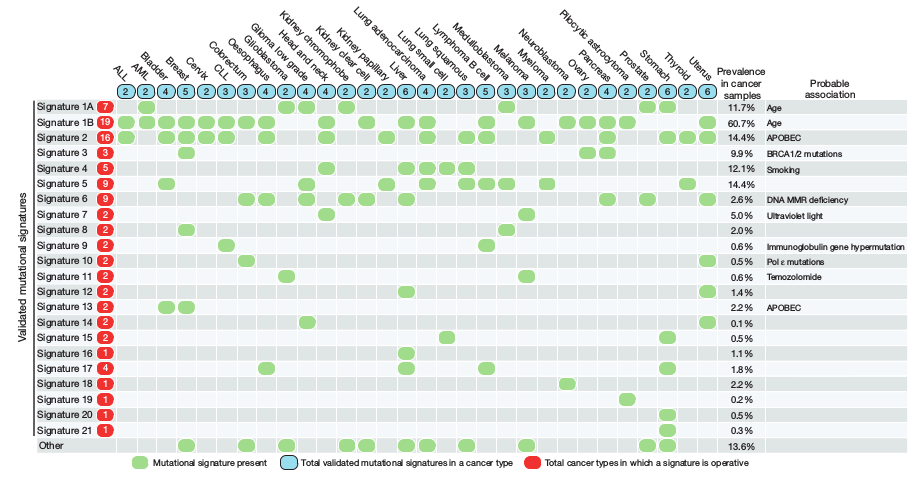 ALL
AML
Bladder
Breast
Cervix
CLL
Colorectum
Oesophagus
Glioblastoma
Glioma low grade
Head and neck
Kidney chromophobe
Kidney clear cell
Kidney papillary
Liver
Lung adenocarcinoma
Lung small cell
Lung squamous
Lymphoma B cell
Medulloblastoma
Melanoma
Myeloma
Neuroblastoma
Ovary
Pancreas
Pilocytic astrocytoma
Prostate
Stomach
Thyroid
Uterus
Prevalence
in cancer
samples
Probable
association
2 2 4 5 2 3 3 4 2 4 4 2 2 2 6 4 2 3 5 2 3 2 2 2 4 2 2 6 2 6
Validated mutational signatures
Signature 1A 7 11.7% Age
Signature 1B 19 60.7% Age
Signature 2 16 14.4% APOBEC
Signature 3 3 9.9% BRCA1/2 mutations
Signature 4 5 12.1% Smoking
Signature 5 9 14.4%
Signature 6 9 2.6% DNA MMR deficiency
Signature 7 2 5.0% Ultraviolet light
Signature 8 2 2.0%
Signature 9 2 0.6% Immunoglobulin gene hypermutation
Signature 10 2 0.5% Pol ε mutations
Signature 11 2 0.6% Temozolomide
Signature 12 2 1.4%
Signature 13 2 2.2% APOBEC
Signature 14 2 0.1%
Signature 15 2 0.5%
Signature 16 1 1.1%
Signature 17 4 1.8%
Signature 18 1 2.2%
Signature 19 1 0.2%
Signature 20 1 0.5%
Signature 21 1 0.3%
Other 13.6%
Mutational signature present Total validated mutational signatures in a cancer type Total cancer types in which a signature is operative